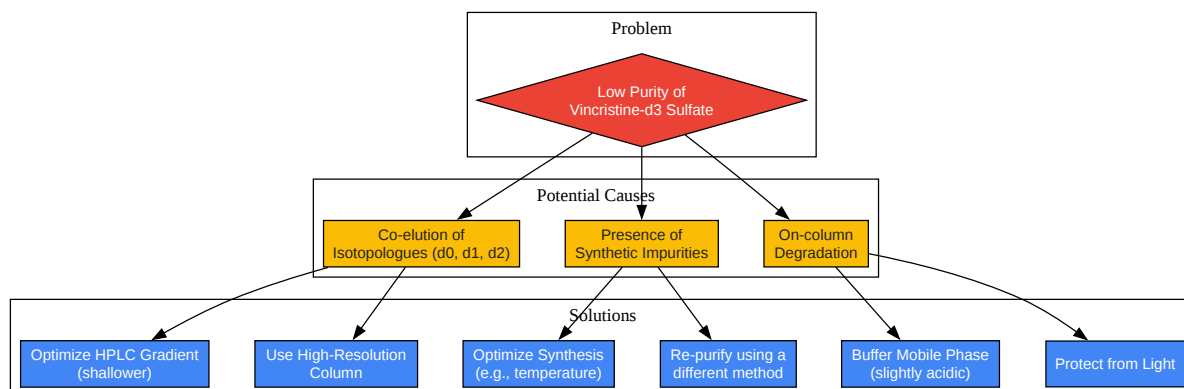 Problem
Low Purity of
Vincristine-d3 Sulfate
Potential Causes
Co-elution of
Isotopologues (d0, d1, d2)
Presence of
Synthetic Impurities
On-column
Degradation
Solutions
Optimize HPLC Gradient
(shallower)
Use High-Resolution
Column
Optimize Synthesis
(e.g., temperature)
Re-purify using a
different method
Buffer Mobile Phase
(slightly acidic)
Protect from Light